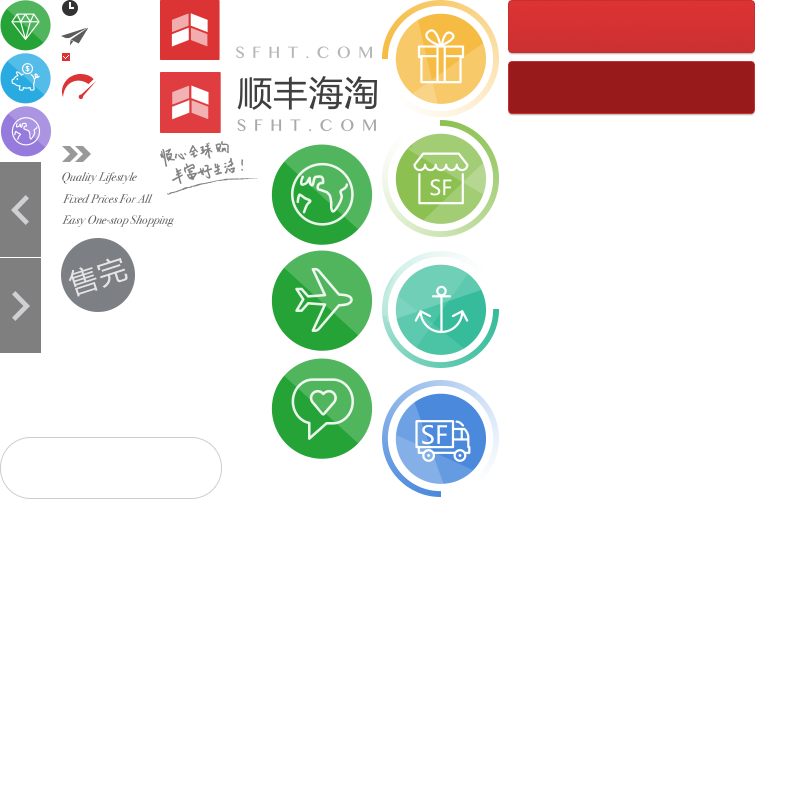 SFHT.COM
顺丰海淘
SFHT.COM
顺心全球购
丰富好生活!
Quality Lifestyle
Fixed Prices For All
Easy One-stop Shopping
售完
SF
SF